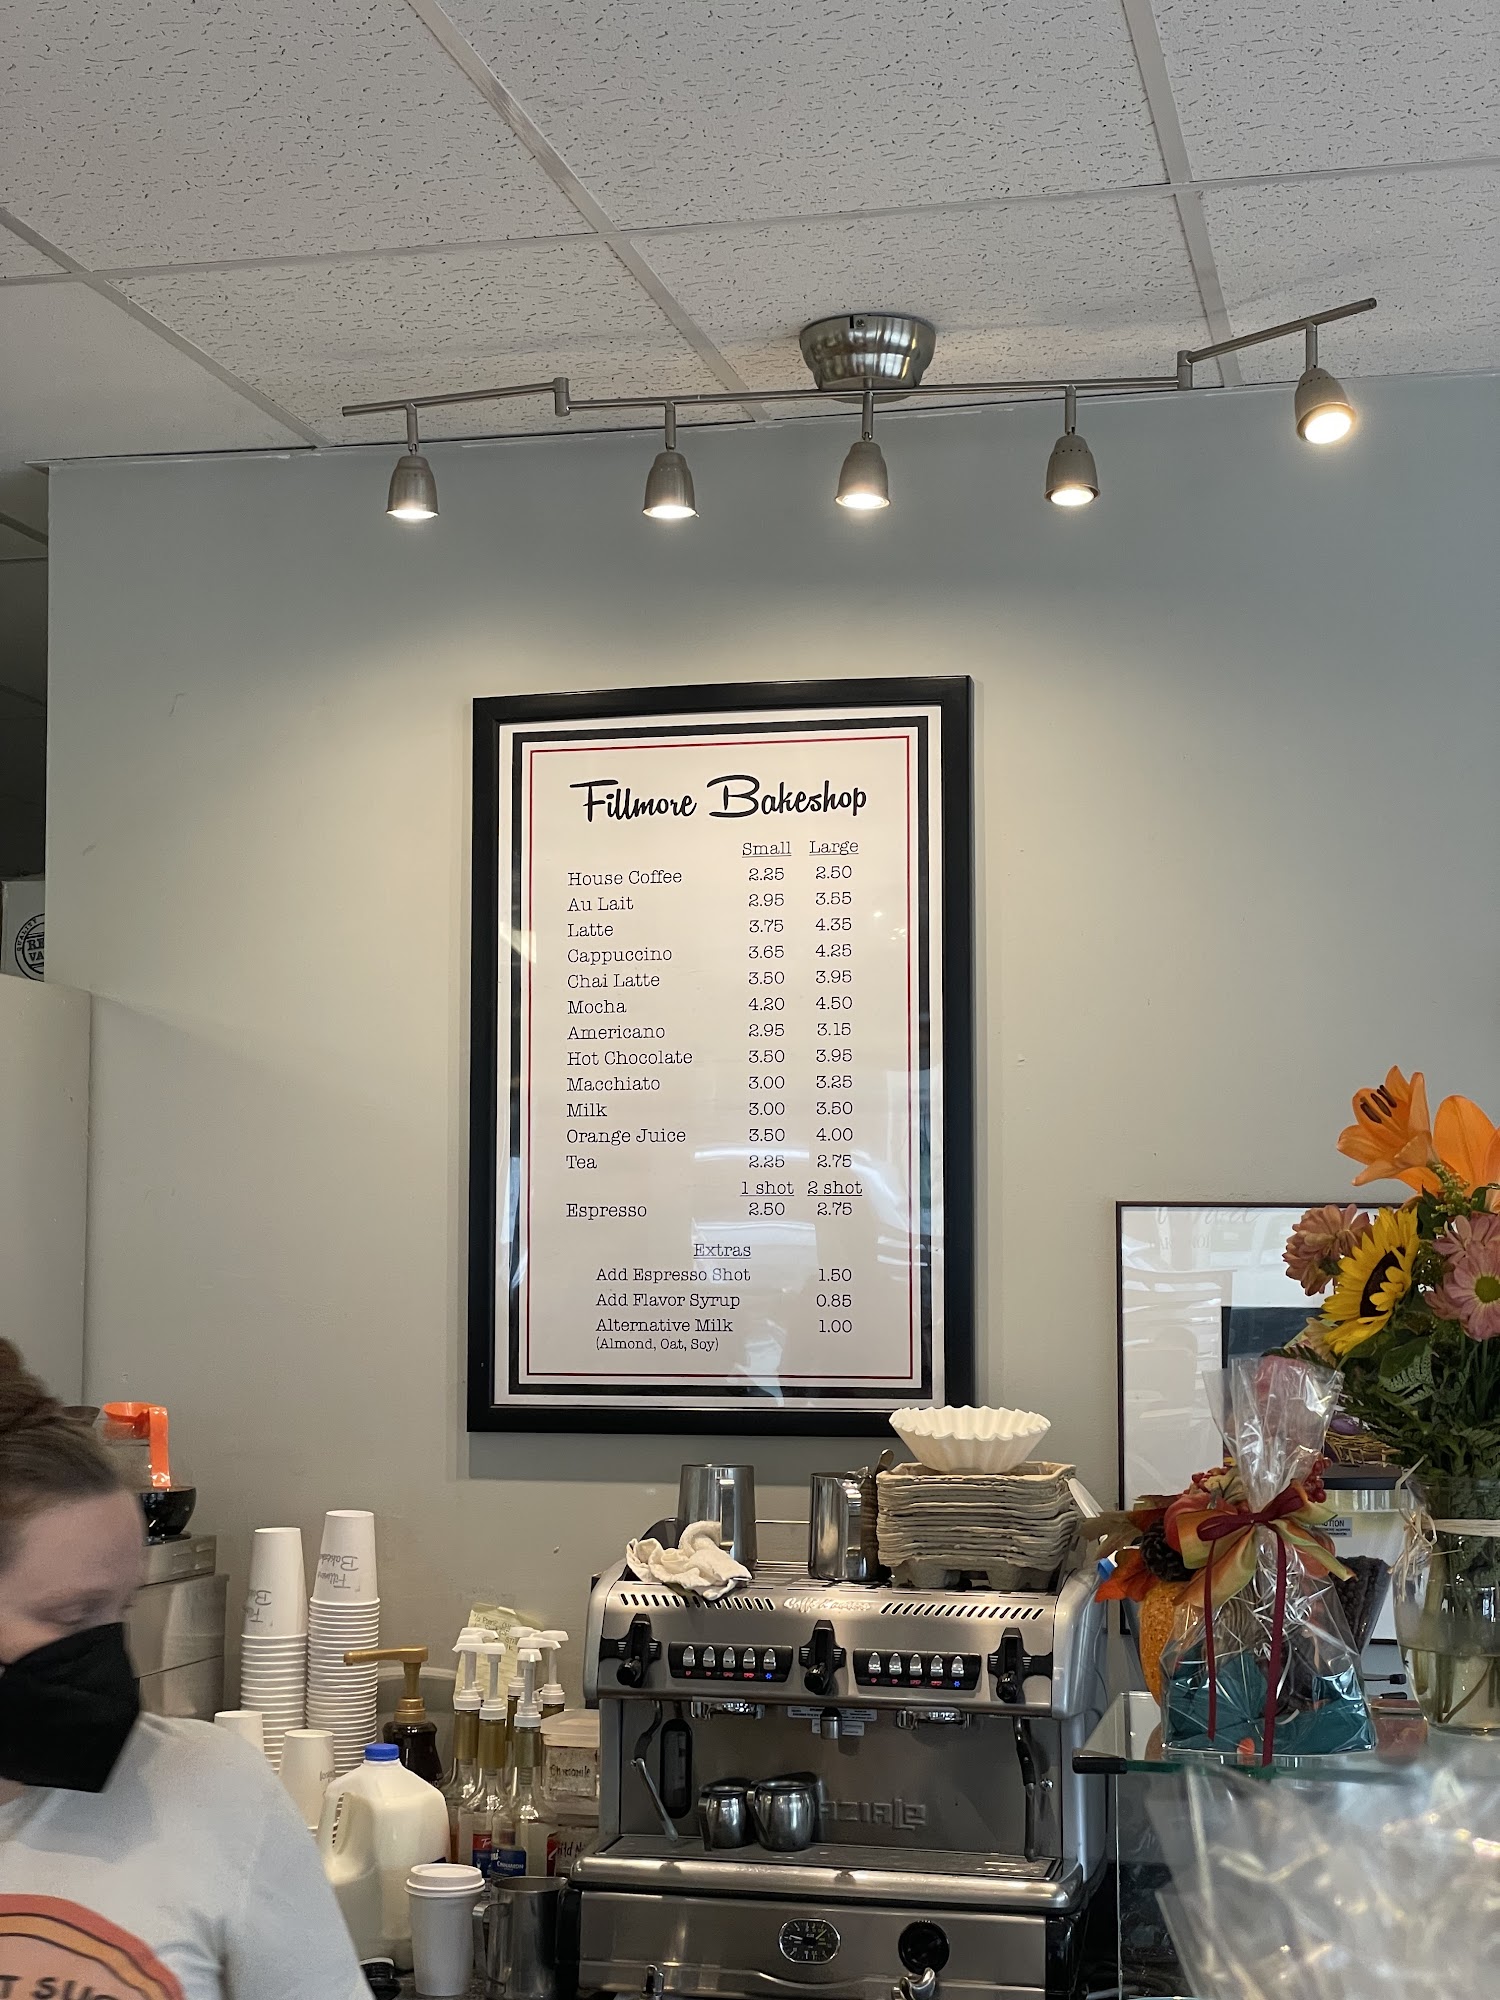 Fillmore Bakeshop
Small Large
House Coffee 2.25 2.50
Au Lait 2.95 3.55
Latte 3.75 4.35
Cappuccino 3.65 4.25
Chai Latte 3.50 3.95
Mocha 4.20 4.50
Americano 2.95 3.15
Hot Chocolate 3.50 3.95
Macchiato 3.00 3.25
Milk 3.00 3.50
Orange Juice 3.50 4.00
Tea 2.25 2.75
1 shot 2 shot
Espresso 2.50 2.75
Extras
Add Espresso Shot 1.50
Add Flavor Syrup 0.85
Alternative Milk 1.00
(Almond, Oat, Soy)
QUALITY
Chamomile